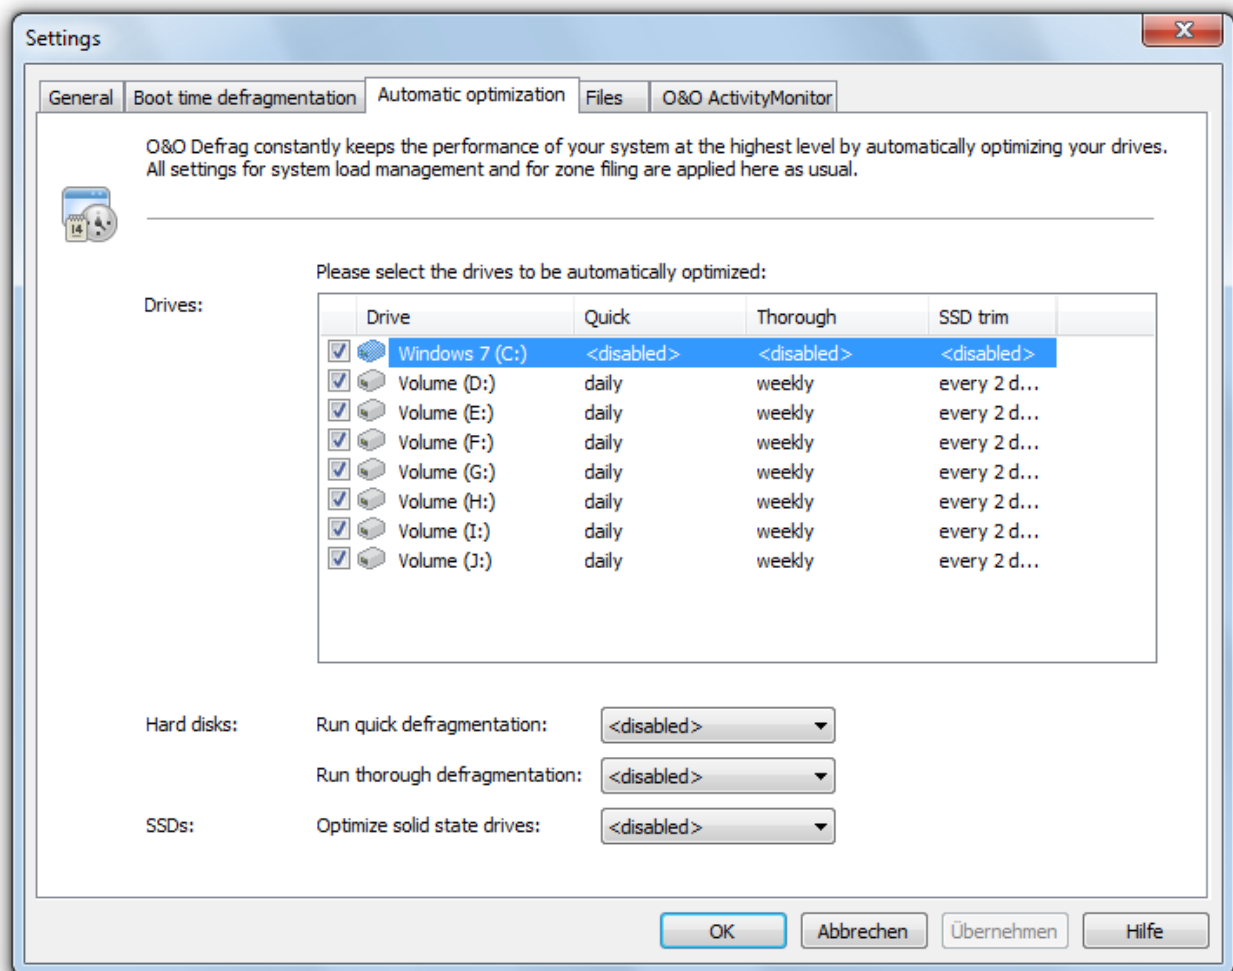 Settings
General Boot time defragmentation Automatic optimization Files O&O ActivityMonitor
O&O Defrag constantly keeps the performance of your system at the highest level by automatically optimizing your drives.
All settings for system load management and for zone filing are applied here as usual.
14
Please select the drives to be automatically optimized:
Drives:
Drive Quick Thorough SSD trim
Windows 7 (C:) <disabled> <disabled> <disabled>
Volume (D:) daily weekly every 2 d...
Volume (E:) daily weekly every 2 d...
Volume (F:) daily weekly every 2 d...
Volume (G:) daily weekly every 2 d...
Volume (H:) daily weekly every 2 d...
Volume (I:) daily weekly every 2 d...
Volume (J:) daily weekly every 2 d...
Hard disks: Run quick defragmentation: <disabled>
Run thorough defragmentation: <disabled>
SSDs: Optimize solid state drives: <disabled>
OK Abbrechen Übernehmen Hilfe